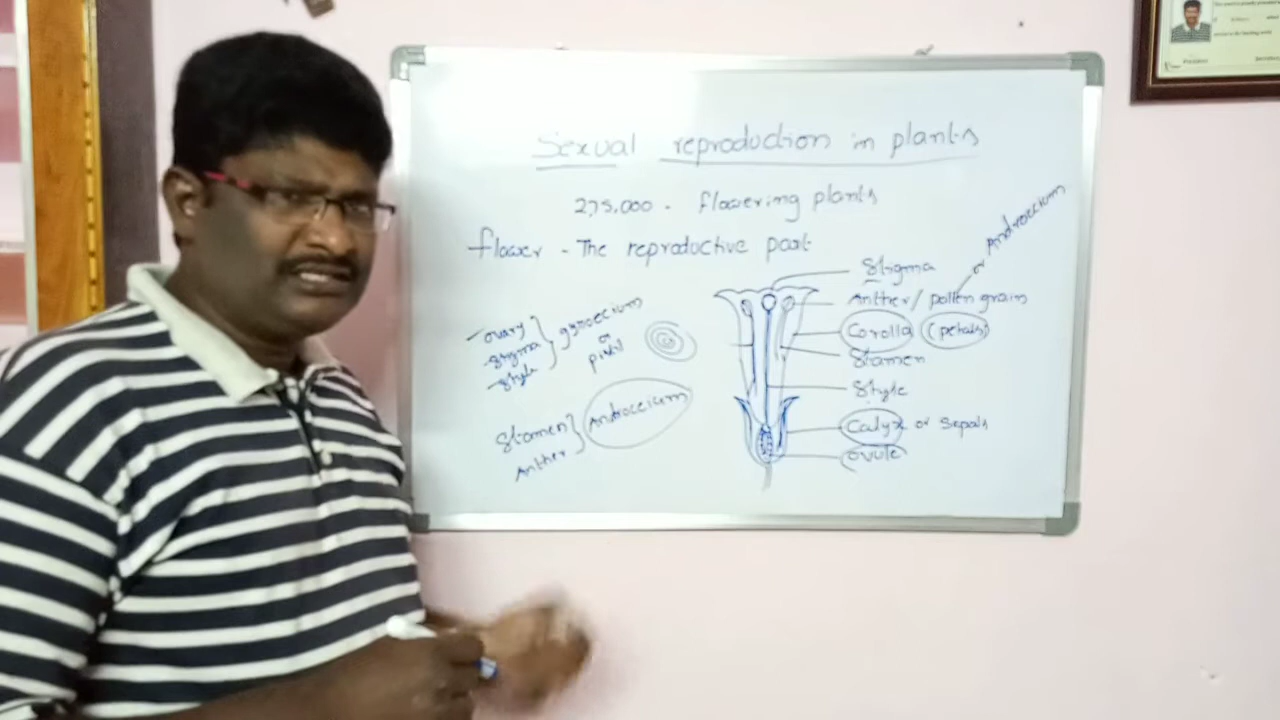 Sexual reproduction in plants
275.000 . flowering plants
flower - The reproductive part
Stigma
Anther/ pollen grain
or Androecium
Corolla (petals)
Stamen
Style
Calyx or sepals
ovule
ovary
stigma
style
gynoecium
or
pistil
Stamen
Anther
Androecium